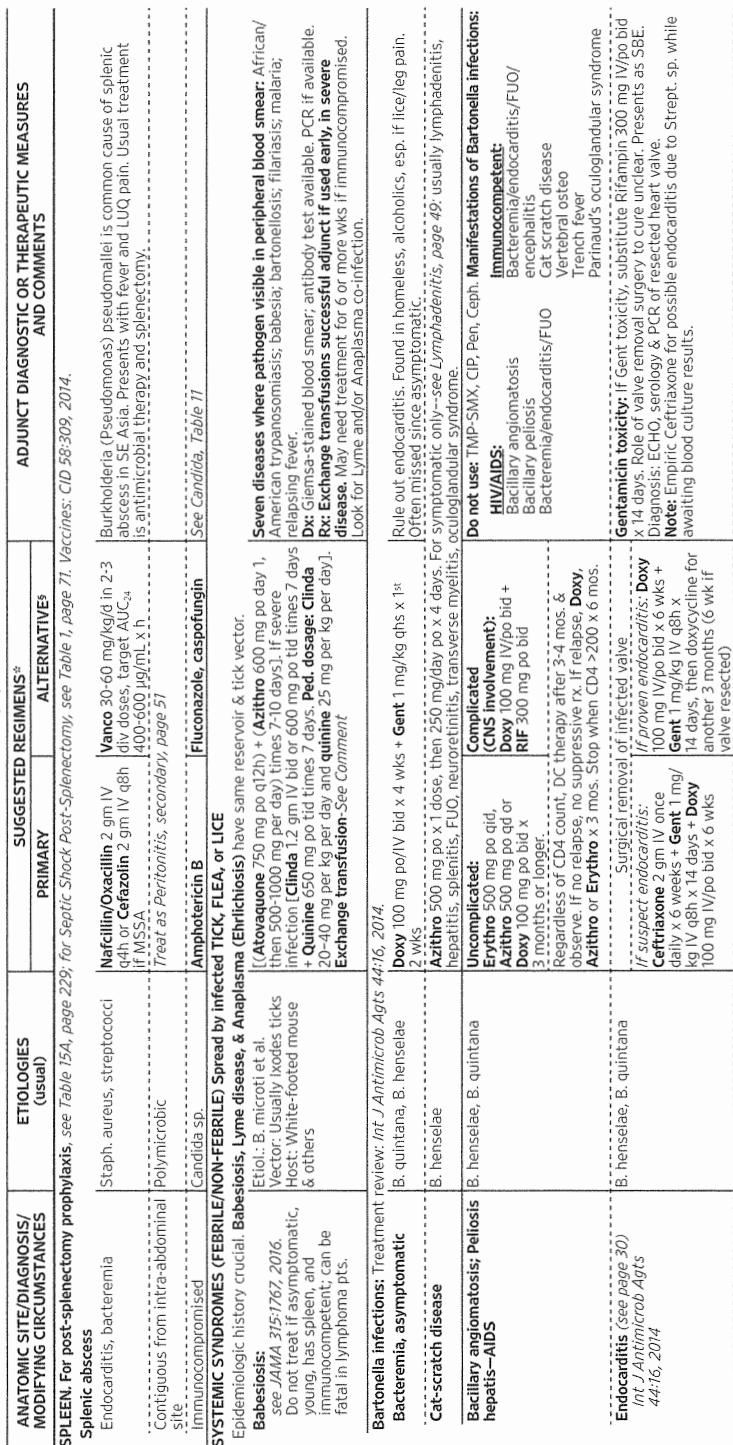 ANATOMIC SITE/DIAGNOSIS/
MODIFYING CIRCUMSTANCES
ETIOLOGIES
(usual)
SUGGESTED REGIMENS*
PRIMARY
ALTERNATIVE§
ADJUNCT DIAGNOSTIC OR THERAPEUTIC MEASURES
AND COMMENTS
SPLEEN. For post-splenectomy prophylaxis, see Table 15A, page 229; for Septic Shock Post-Splenectomy, see Table 1, page 71. Vaccines: CID 58:309, 2014.
Splenic abscess
Endocarditis, bacteremia
Staph. aureus, streptococci
Nafcillin/Oxacillin 2 gm IV
q4h or Cefazolin 2 gm IV q8h
if MSSA
Vanco 30-60 mg/kg/d in 2-3
div doses, target AUC24
400-600 µg/mL x h
Burkholderia (Pseudomonas) pseudomallei is common cause of splenic
abscess in SE Asia. Presents with fever and LUQ pain. Usual treatment
is antimicrobial therapy and splenectomy.
Contiguous from intra-abdominal
site
Polymicrobic
Treat as Peritonitis, secondary, page 51
Immunocompromised
Candida sp.
Amphotericin B
Fluconazole, caspofungin
See Candida, Table 11
SYSTEMIC SYNDROMES (FEBRILE/NON-FEBRILE) Spread by infected TICK, FLEA, or LICE
Epidemiologic history crucial. Babesiosis, Lyme disease, & Anaplasma (Ehrlichiosis) have same reservoir & tick vector.
Babesiosis:
see JAMA 315:1767, 2016.
Do not treat if asymptomatic,
young, has spleen, and
immunocompetent; can be
fatal in lymphoma pts.
Etiol.: B. microti et al.
Vector: Usually Ixodes ticks
Host: White-footed mouse
& others
[(Atovaquone 750 mg po q12h) + (Azithro 600 mg po day 1,
then 500-1000 mg per day) times 7-10 days]. If severe
infection [Clinda 1.2 gm IV bid or 600 mg po tid times 7 days
+ Quinine 650 mg po tid times 7 days. Ped. dosage: Clinda
20–40 mg per kg per day and quinine 25 mg per kg per day].
Exchange transfusion-See Comment
Seven diseases where pathogen visible in peripheral blood smear: African/
American trypanosomiasis; babesia; bartonellosis; filariasis; malaria;
relapsing fever.
Dx: Giemsa-stained blood smear; antibody test available. PCR if available.
Rx: Exchange transfusions successful adjunct if used early, in severe
disease. May need treatment for 6 or more wks if immunocompromised.
Look for Lyme and/or Anaplasma co-infection.
Bartonella infections: Treatment review: Int J Antimicrob Agts 44:16, 2014.
Bacteremia, asymptomatic
B. quintana, B. henselae
Doxy 100 mg po/IV bid x 4 wks + Gent 1 mg/kg qhs x 1st
2 wks
Rule out endocarditis. Found in homeless, alcoholics, esp. if lice/leg pain.
Often missed since asymptomatic.
Cat-scratch disease
B. henselae
Azithro 500 mg po x 1 dose, then 250 mg/day po x 4 days. For symptomatic only--see Lymphadenitis, page 49: usually lymphadenitis,
hepatitis, splenitis, FUO, neuroretinitis, transverse myelitis, oculoglandular syndrome.
Bacillary angiomatosis; Peliosis
hepatis—AIDS
B. henselae, B. quintana
Uncomplicated:
Erythro 500 mg po qid,
Azithro 500 mg po qd or
Doxy 100 mg po bid x
3 months or longer.
Complicated
(CNS involvement):
Doxy 100 mg IV/po bid +
RIF 300 mg po bid
Regardless of CD4 count, DC therapy after 3-4 mos. &
observe. If no relapse, no suppressive rx. If relapse, Doxy,
Azithro or Erythro x 3 mos. Stop when CD4 >200 x 6 mos.
Do not use: TMP-SMX, CIP, Pen, Ceph. Manifestations of Bartonella infections:
HIV/AIDS:
Bacillary angiomatosis
Bacillary peliosis
Bacteremia/endocarditis/FUO
Immunocompetent:
Bacteremia/endocarditis/FUO/
encephalitis
Cat scratch disease
Vertebral osteo
Trench fever
Parinaud's oculoglandular syndrome
Endocarditis (see page 30)
Int J Antimicrob Agts
44:16, 2014
B. henselae, B. quintana
Surgical removal of infected valve
If suspect endocarditis:
Ceftriaxone 2 gm IV once
daily x 6 weeks + Gent 1 mg/
kg IV q8h x 14 days + Doxy
100 mg IV/po bid x 6 wks
If proven endocarditis: Doxy
100 mg IV/po bid x 6 wks +
Gent 1 mg/kg IV q8h x
14 days, then doxycycline for
another 3 months (6 wk if
valve resected)
Gentamicin toxicity: If Gent toxicity, substitute Rifampin 300 mg IV/po bid
x 14 days. Role of valve removal surgery to cure unclear. Presents as SBE.
Diagnosis: ECHO, serology & PCR of resected heart valve.
Note: Empiric Ceftriaxone for possible endocarditis due to Strept. sp. while
awaiting blood culture results.